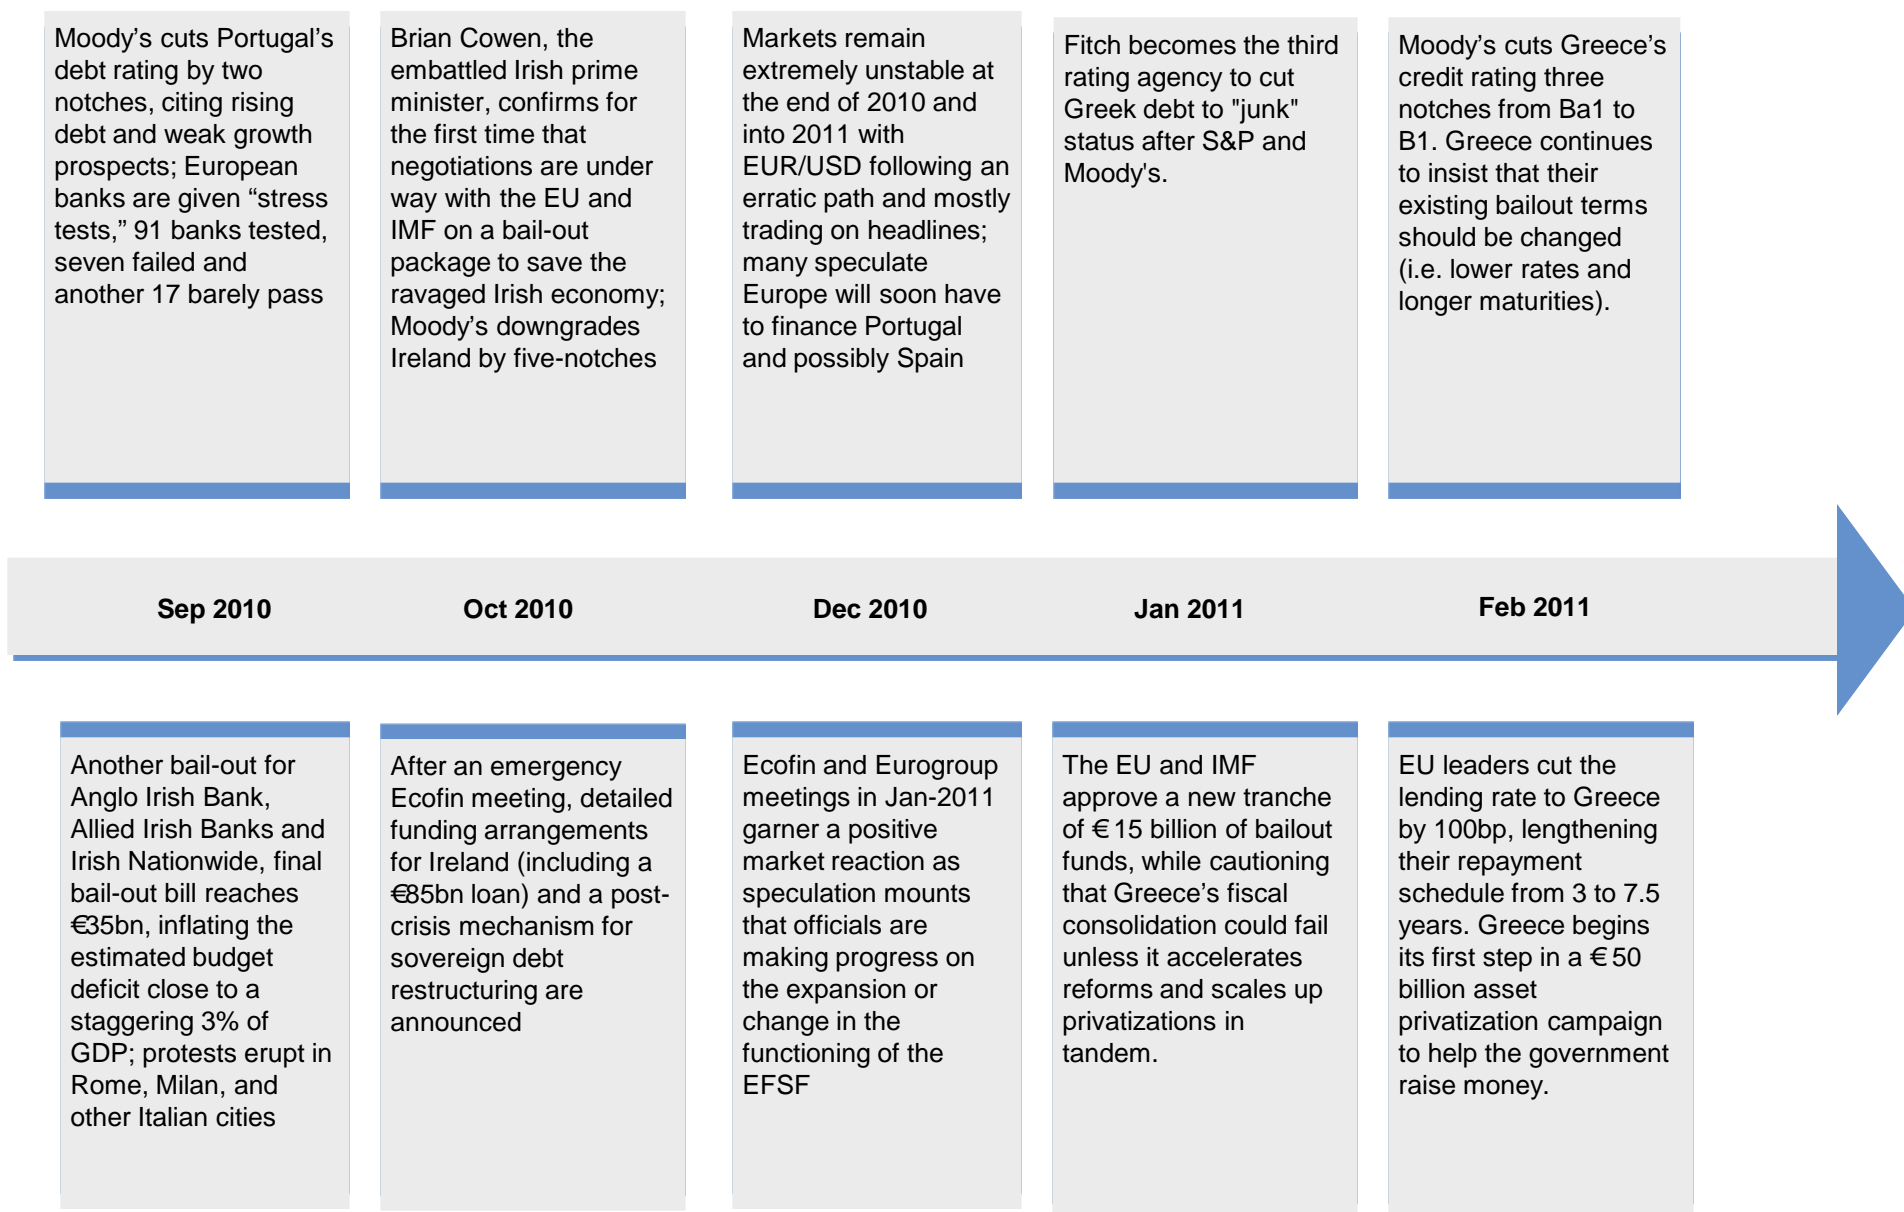 Moody’s cuts Portugal’s
debt rating by two
notches, citing rising
debt and weak growth
prospects; European
banks are given “stress
tests,” 91 banks tested,
seven failed and
another 17 barely pass
Brian Cowen, the
embattled Irish prime
minister, confirms for
the first time that
negotiations are under
way with the EU and
IMF on a bail-out
package to save the
ravaged Irish economy;
Moody’s downgrades
Ireland by five-notches
Markets remain
extremely unstable at
the end of 2010 and
into 2011 with
EUR/USD following an
erratic path and mostly
trading on headlines;
many speculate
Europe will soon have
to finance Portugal
and possibly Spain
Fitch becomes the third
rating agency to cut
Greek debt to "junk"
status after S&P and
Moody's.
Moody’s cuts Greece’s
credit rating three
notches from Ba1 to
B1. Greece continues
to insist that their
existing bailout terms
should be changed
(i.e. lower rates and
longer maturities).
Sep 2010
Oct 2010
Dec 2010
Jan 2011
Feb 2011
Another bail-out for
Anglo Irish Bank,
Allied Irish Banks and
Irish Nationwide, final
bail-out bill reaches
€35bn, inflating the
estimated budget
deficit close to a
staggering 3% of
GDP; protests erupt in
Rome, Milan, and
other Italian cities
After an emergency
Ecofin meeting, detailed
funding arrangements
for Ireland (including a
€85bn loan) and a post-
crisis mechanism for
sovereign debt
restructuring are
announced
Ecofin and Eurogroup
meetings in Jan-2011
garner a positive
market reaction as
speculation mounts
that officials are
making progress on
the expansion or
change in the
functioning of the
EFSF
The EU and IMF
approve a new tranche
of €15 billion of bailout
funds, while cautioning
that Greece’s fiscal
consolidation could fail
unless it accelerates
reforms and scales up
privatizations in
tandem.
EU leaders cut the
lending rate to Greece
by 100bp, lengthening
their repayment
schedule from 3 to 7.5
years. Greece begins
its first step in a €50
billion asset
privatization campaign
to help the government
raise money.